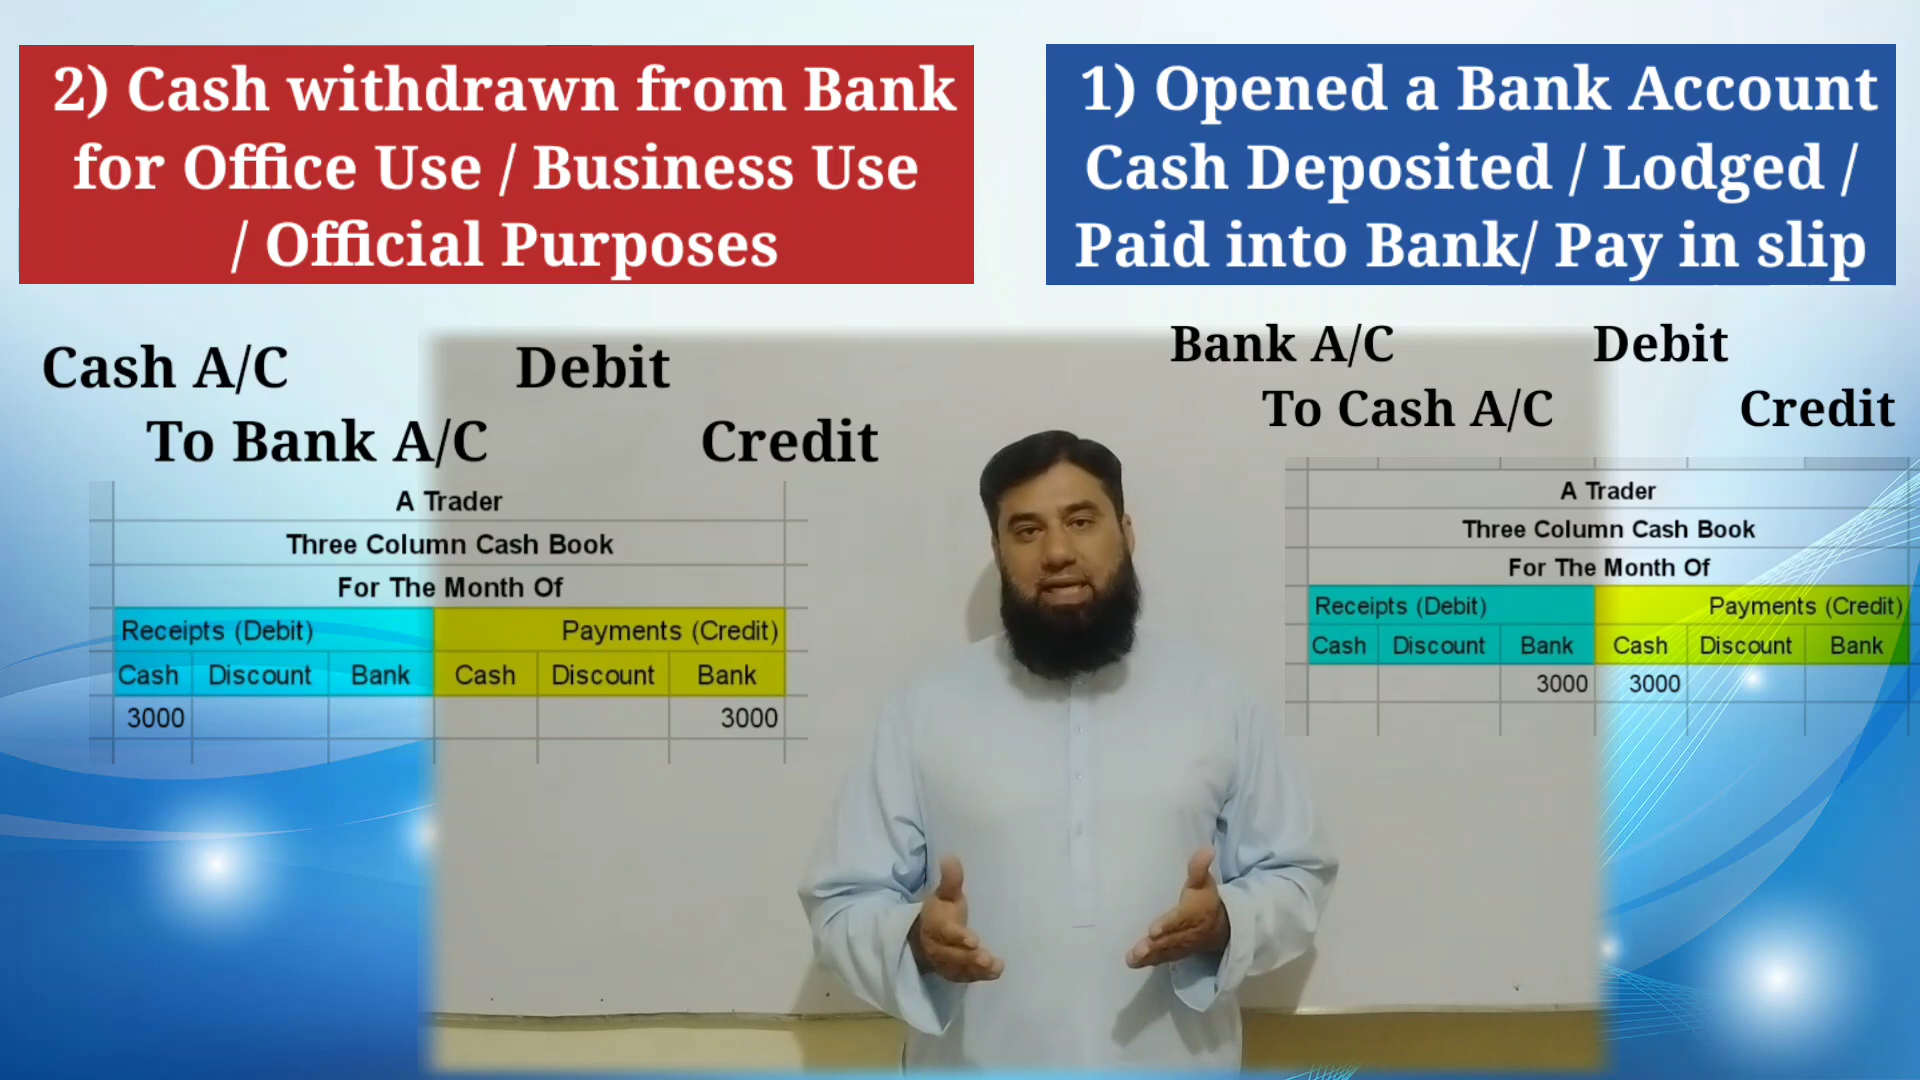 2) Cash withdrawn from Bank
for Office Use / Business Use
/ Official Purposes
Cash A/C Debit
To Bank A/C Credit
A Trader
Three Column Cash Book
For The Month Of
Receipts (Debit) Payments (Credit)
Cash Discount Bank Cash Discount Bank
3000 3000
1) Opened a Bank Account
Cash Deposited / Lodged /
Paid into Bank/ Pay in slip
Bank A/C Debit
To Cash A/C Credit
A Trader
Three Column Cash Book
For The Month Of
Receipts (Debit) Payments (Credit)
Cash Discount Bank Cash Discount Bank
3000 3000